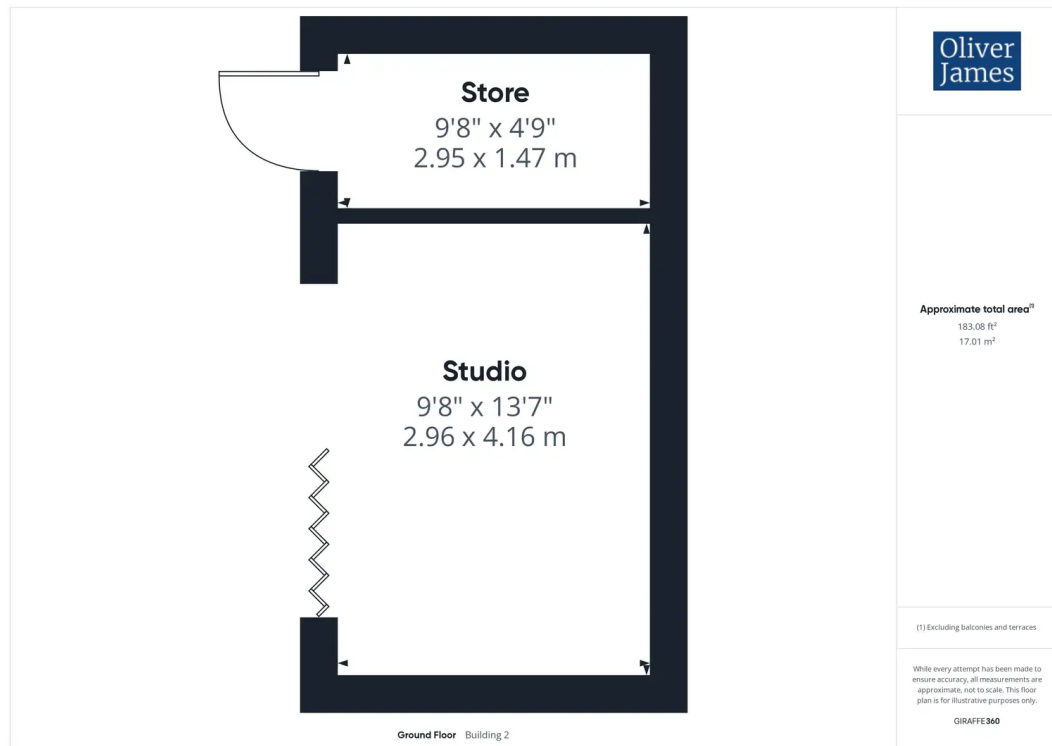 Store
9'8" x 4'9"
2.95 x 1.47 m
Studio
9'8" x 13'7"
2.96 x 4.16 m
Ground Floor Building 2
Oliver
James
Approximate total area⁽¹⁾
183.08 ft²
17.01 m²
(1) Excluding balconies and terraces
While every attempt has been made to
ensure accuracy, all measurements are
approximate, not to scale. This floor
plan is for illustrative purposes only.
GIRAFFE360